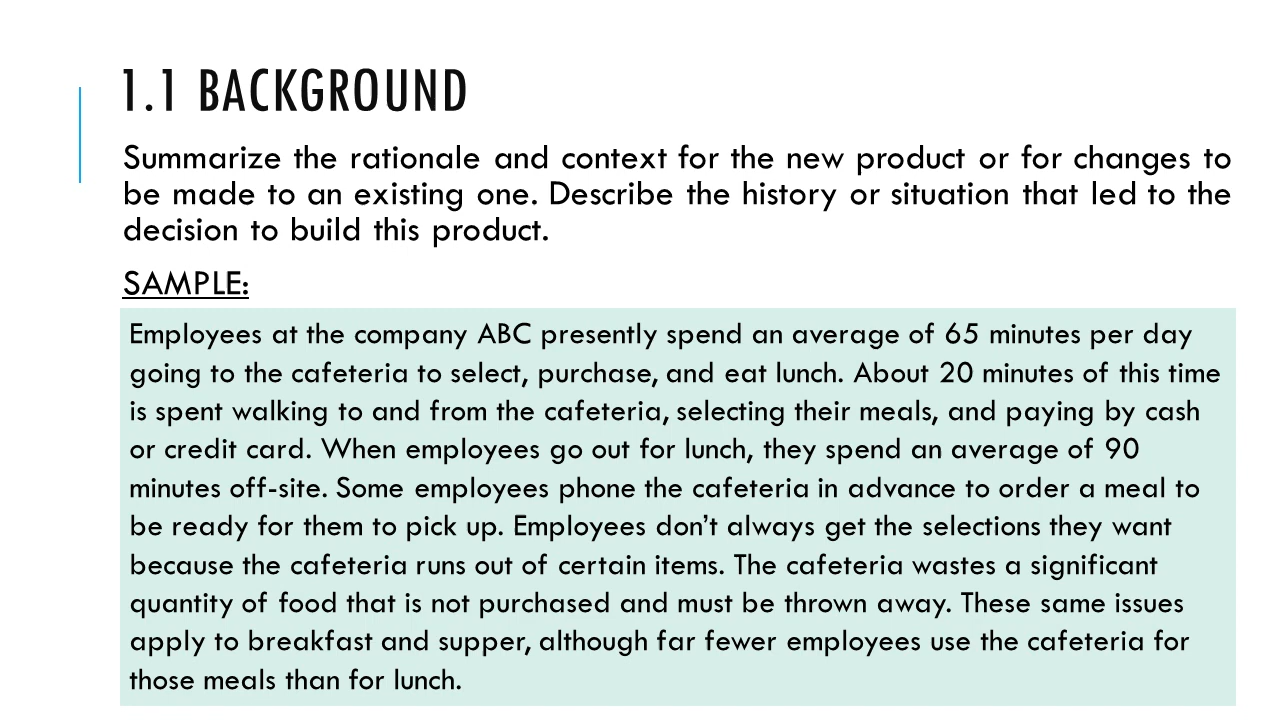 1.1 BACKGROUND
Summarize the rationale and context for the new product or for changes to
be made to an existing one. Describe the history or situation that led to the
decision to build this product.
SAMPLE:
Employees at the company ABC presently spend an average of 65 minutes per day
going to the cafeteria to select, purchase, and eat lunch. About 20 minutes of this time
is spent walking to and from the cafeteria, selecting their meals, and paying by cash
or credit card. When employees go out for lunch, they spend an average of 90
minutes off-site. Some employees phone the cafeteria in advance to order a meal to
be ready for them to pick up. Employees don’t always get the selections they want
because the cafeteria runs out of certain items. The cafeteria wastes a significant
quantity of food that is not purchased and must be thrown away. These same issues
apply to breakfast and supper, although far fewer employees use the cafeteria for
those meals than for lunch.